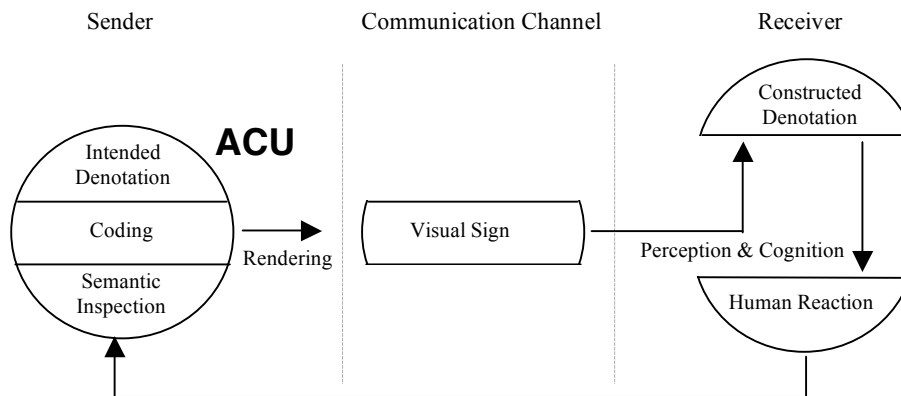 Sender
Communication Channel
Receiver
ACU
Intended
Denotation
Coding
Semantic
Inspection
Rendering
Visual Sign
Perception & Cognition
Constructed
Denotation
Human Reaction